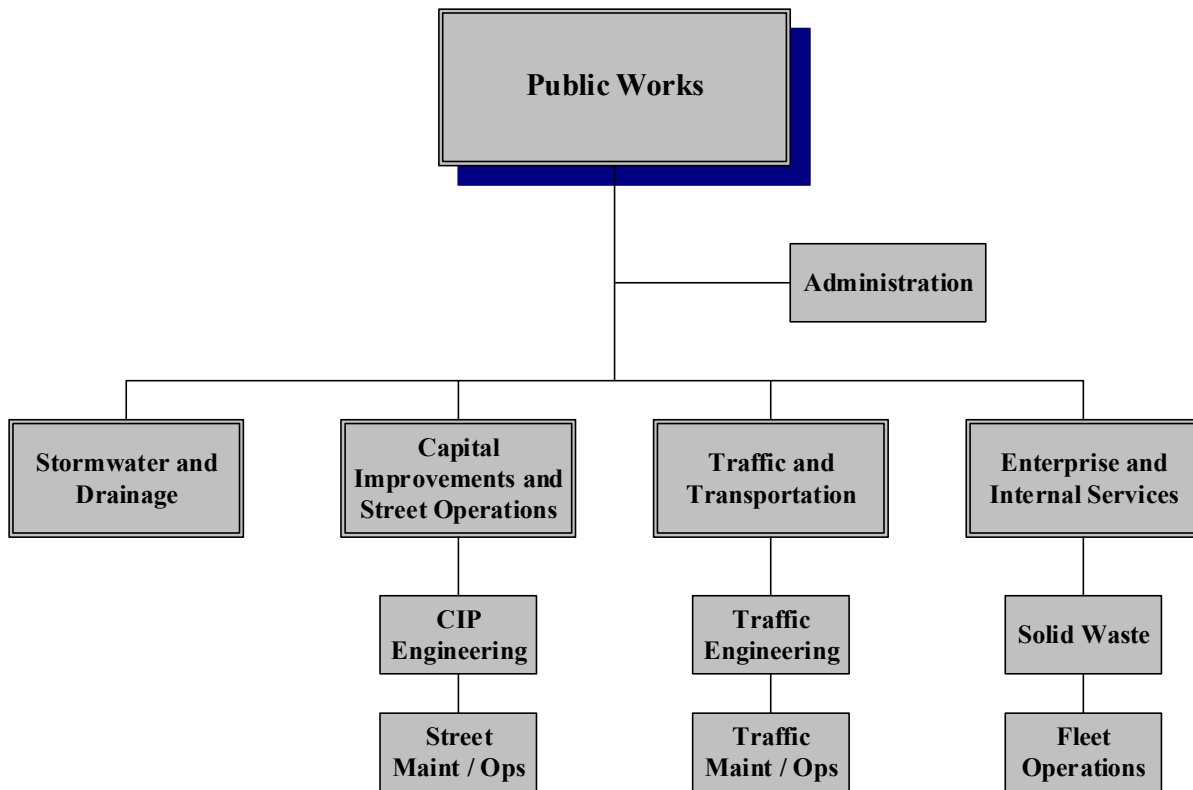 Public Works
Administration
Stormwater and
Drainage
Capital
Improvements and
Street Operations
Traffic and
Transportation
Enterprise and
Internal Services
CIP
Engineering
Traffic
Engineering
Solid Waste
Street
Maint / Ops
Traffic
Maint / Ops
Fleet
Operations